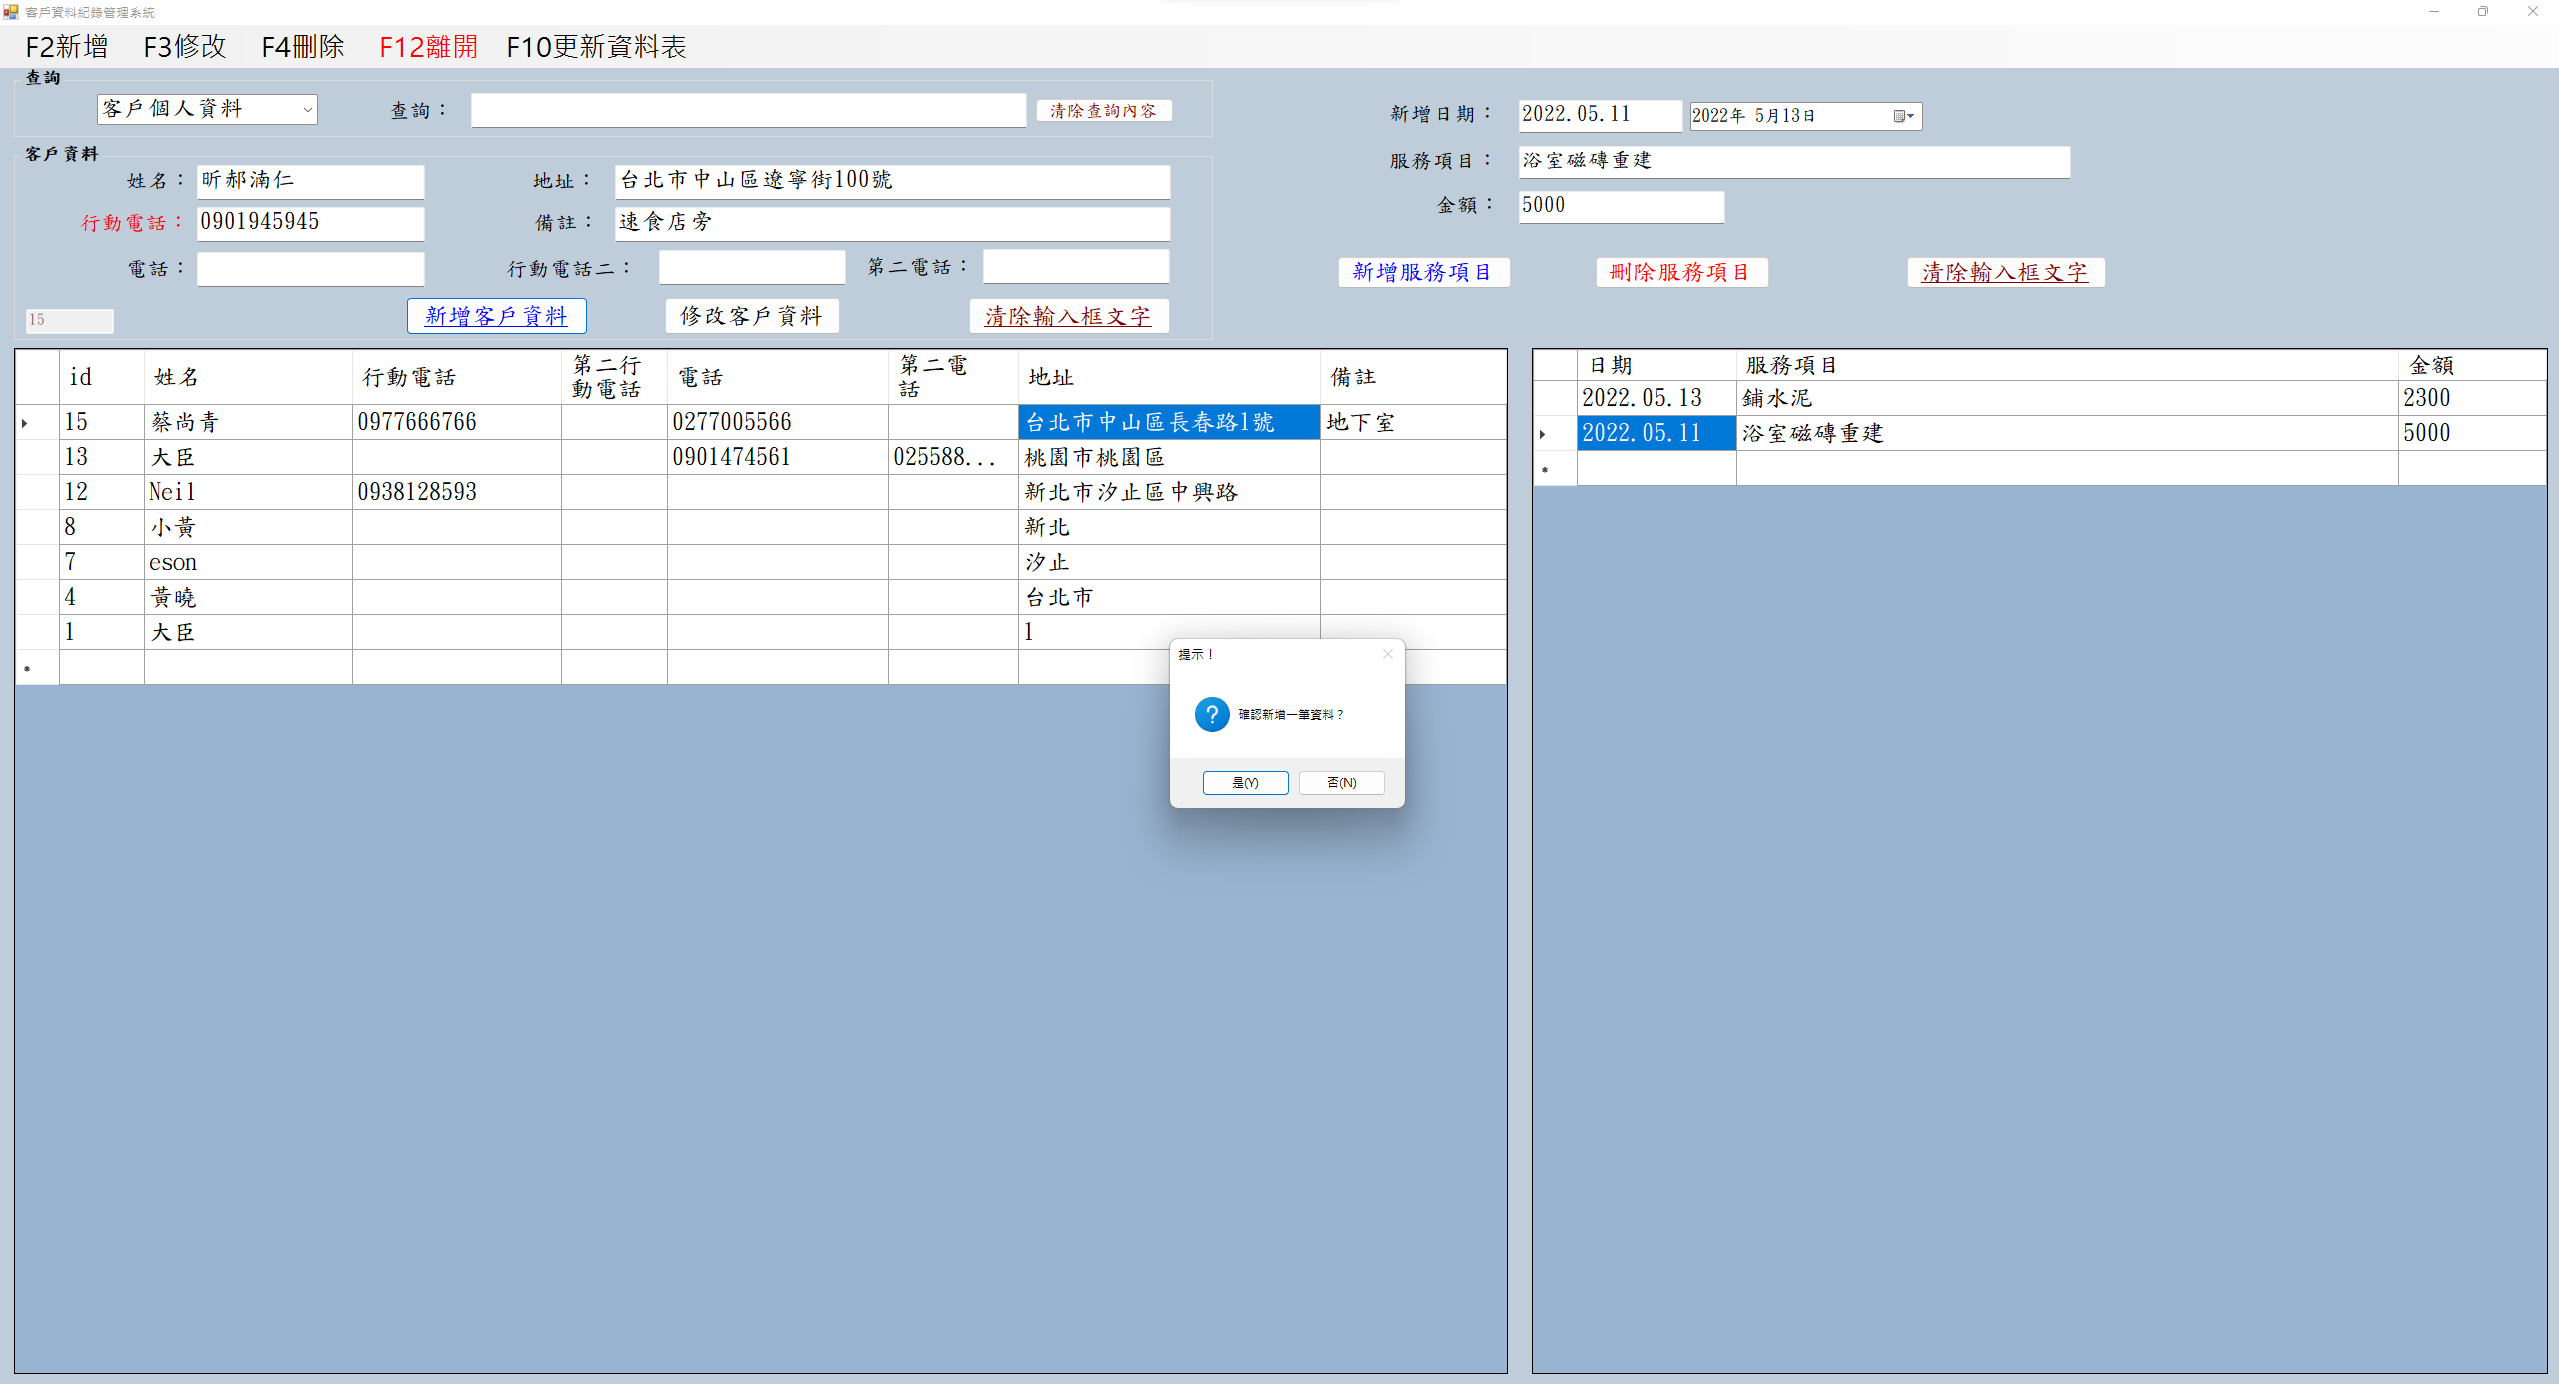 客戶資料紀錄管理系統
F2新增 F3修改 F4刪除 F12離開 F10更新資料表
查詢
客戶個人資料 查詢： 清除查詢內容
新增日期： 2022.05.11 2022年 5月13日
服務項目： 浴室磁磚重建
金額： 5000
新增服務項目 刪除服務項目 清除輸入框文字
客戶資料
姓名： 昕郝湳仁 地址： 台北市中山區遼寧街100號
行動電話： 0901945945 備註： 速食店旁
電話： 行動電話二： 第二電話：
15 新增客戶資料 修改客戶資料 清除輸入框文字
id 姓名 行動電話 第二行動電話 電話 第二電話 地址 備註
15 蔡尚青 0977666766 0277005566 台北市中山區長春路1號 地下室
13 大臣 0901474561 025588... 桃園市桃園區
12 Neil 0938128593 新北市汐止區中興路
8 小黃 新北
7 eson 汐止
4 黃曉 台北市
1 大臣 1
日期 服務項目 金額
2022.05.13 鋪水泥 2300
2022.05.11 浴室磁磚重建 5000
提示！
確認新增一筆資料？
是(Y) 否(N)